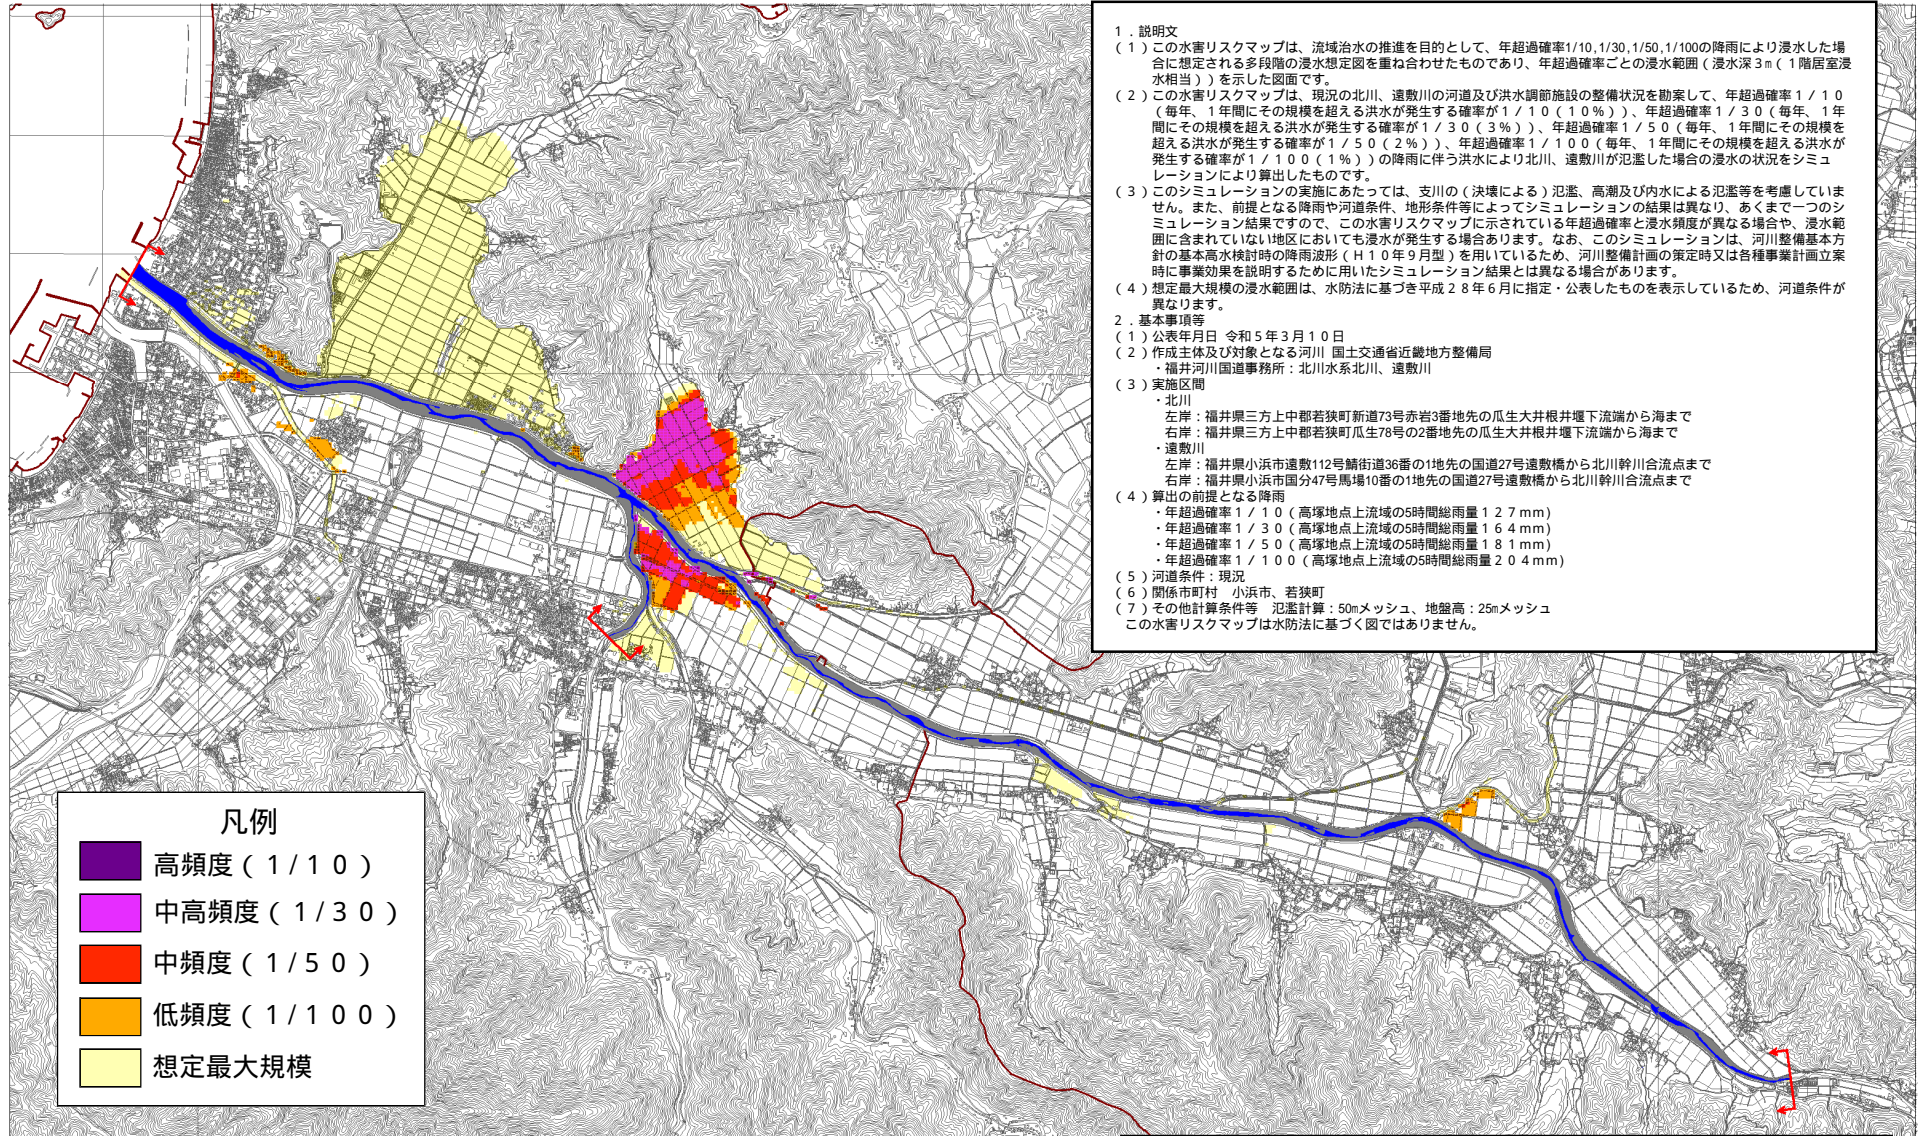 1．説明文
（１）この水害リスクマップは、流域治水の推進を目的として、年超過確率1/10,1/30,1/50,1/100の降雨により浸水した場
合に想定される多段階の浸水想定図を重ね合わせたものであり、年超過確率ごとの浸水範囲（浸水深３m（１階居室浸
水相当））を示した図面です。
（２）この水害リスクマップは、現況の北川、遠敷川の河道及び洪水調節施設の整備状況を勘案して、年超過確率１/１０
（毎年、１年間にその規模を超える洪水が発生する確率が１/１０（１０％））、年超過確率１/３０（毎年、１年
間にその規模を超える洪水が発生する確率が１/３０（３％））、年超過確率１/５０（毎年、１年間にその規模を
超える洪水が発生する確率が１/５０（２％））、年超過確率１/１００（毎年、１年間にその規模を超える洪水が
発生する確率が１/１００（１％））の降雨に伴う洪水により北川、遠敷川が氾濫した場合の浸水の状況をシミュ
レーションにより算出したものです。
（３）このシミュレーションの実施にあたっては、支川の（決壊による）氾濫、高潮及び内水による氾濫等を考慮していま
せん。また、前提となる降雨や河道条件、地形条件等によってシミュレーションの結果は異なり、あくまで一つのシ
ミュレーション結果ですので、この水害リスクマップに示されている年超過確率と浸水頻度が異なる場合や、浸水範
囲に含まれていない地区においても浸水が発生する場合あります。なお、このシミュレーションは、河川整備基本方
針の基本高水検討時の降雨波形（Ｈ１０年９月型）を用いているため、河川整備計画の策定時又は各種事業計画立案
時に事業効果を説明するために用いたシミュレーション結果とは異なる場合があります。
（４）想定最大規模の浸水範囲は、水防法に基づき平成２８年６月に指定・公表したものを表示しているため、河道条件が
異なります。
２．基本事項等
（１）公表年月日 令和５年３月１０日
（２）作成主体及び対象となる河川 国土交通省近畿地方整備局
・福井河川国道事務所：北川水系北川、遠敷川
（３）実施区間
・北川
左岸：福井県三方上中郡若狭町新道73号赤岩3番地先の瓜生大井根井堰下流端から海まで
右岸：福井県三方上中郡若狭町瓜生78号の2番地先の瓜生大井根井堰下流端から海まで
・遠敷川
左岸：福井県小浜市遠敷112号鯖街道36番の1地先の国道27号遠敷橋から北川幹川合流点まで
右岸：福井県小浜市国分47号馬場10番の1地先の国道27号遠敷橋から北川幹川合流点まで
（４）算出の前提となる降雨
・年超過確率１/１０（高塚地点上流域の5時間総雨量１２７mm）
・年超過確率１/３０（高塚地点上流域の5時間総雨量１６４mm）
・年超過確率１/５０（高塚地点上流域の5時間総雨量１８１mm）
・年超過確率１/１００（高塚地点上流域の5時間総雨量２０４mm）
（５）河道条件：現況
（６）関係市町村　小浜市、若狭町
（７）その他計算条件等　氾濫計算：50mメッシュ、地盤高：25mメッシュ
この水害リスクマップは水防法に基づく図ではありません。
凡例
高頻度（１/１０）
中高頻度（１/３０）
中頻度（１/５０）
低頻度（１/１００）
想定最大規模